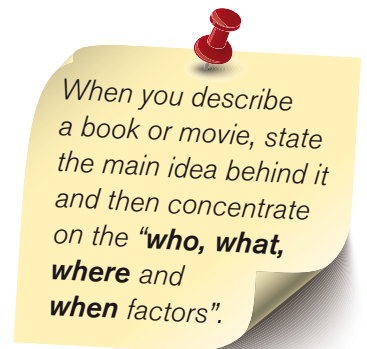 When you describe
a book or movie, state
the main idea behind it
and then concentrate
on the “who, what,
where and
when factors”.